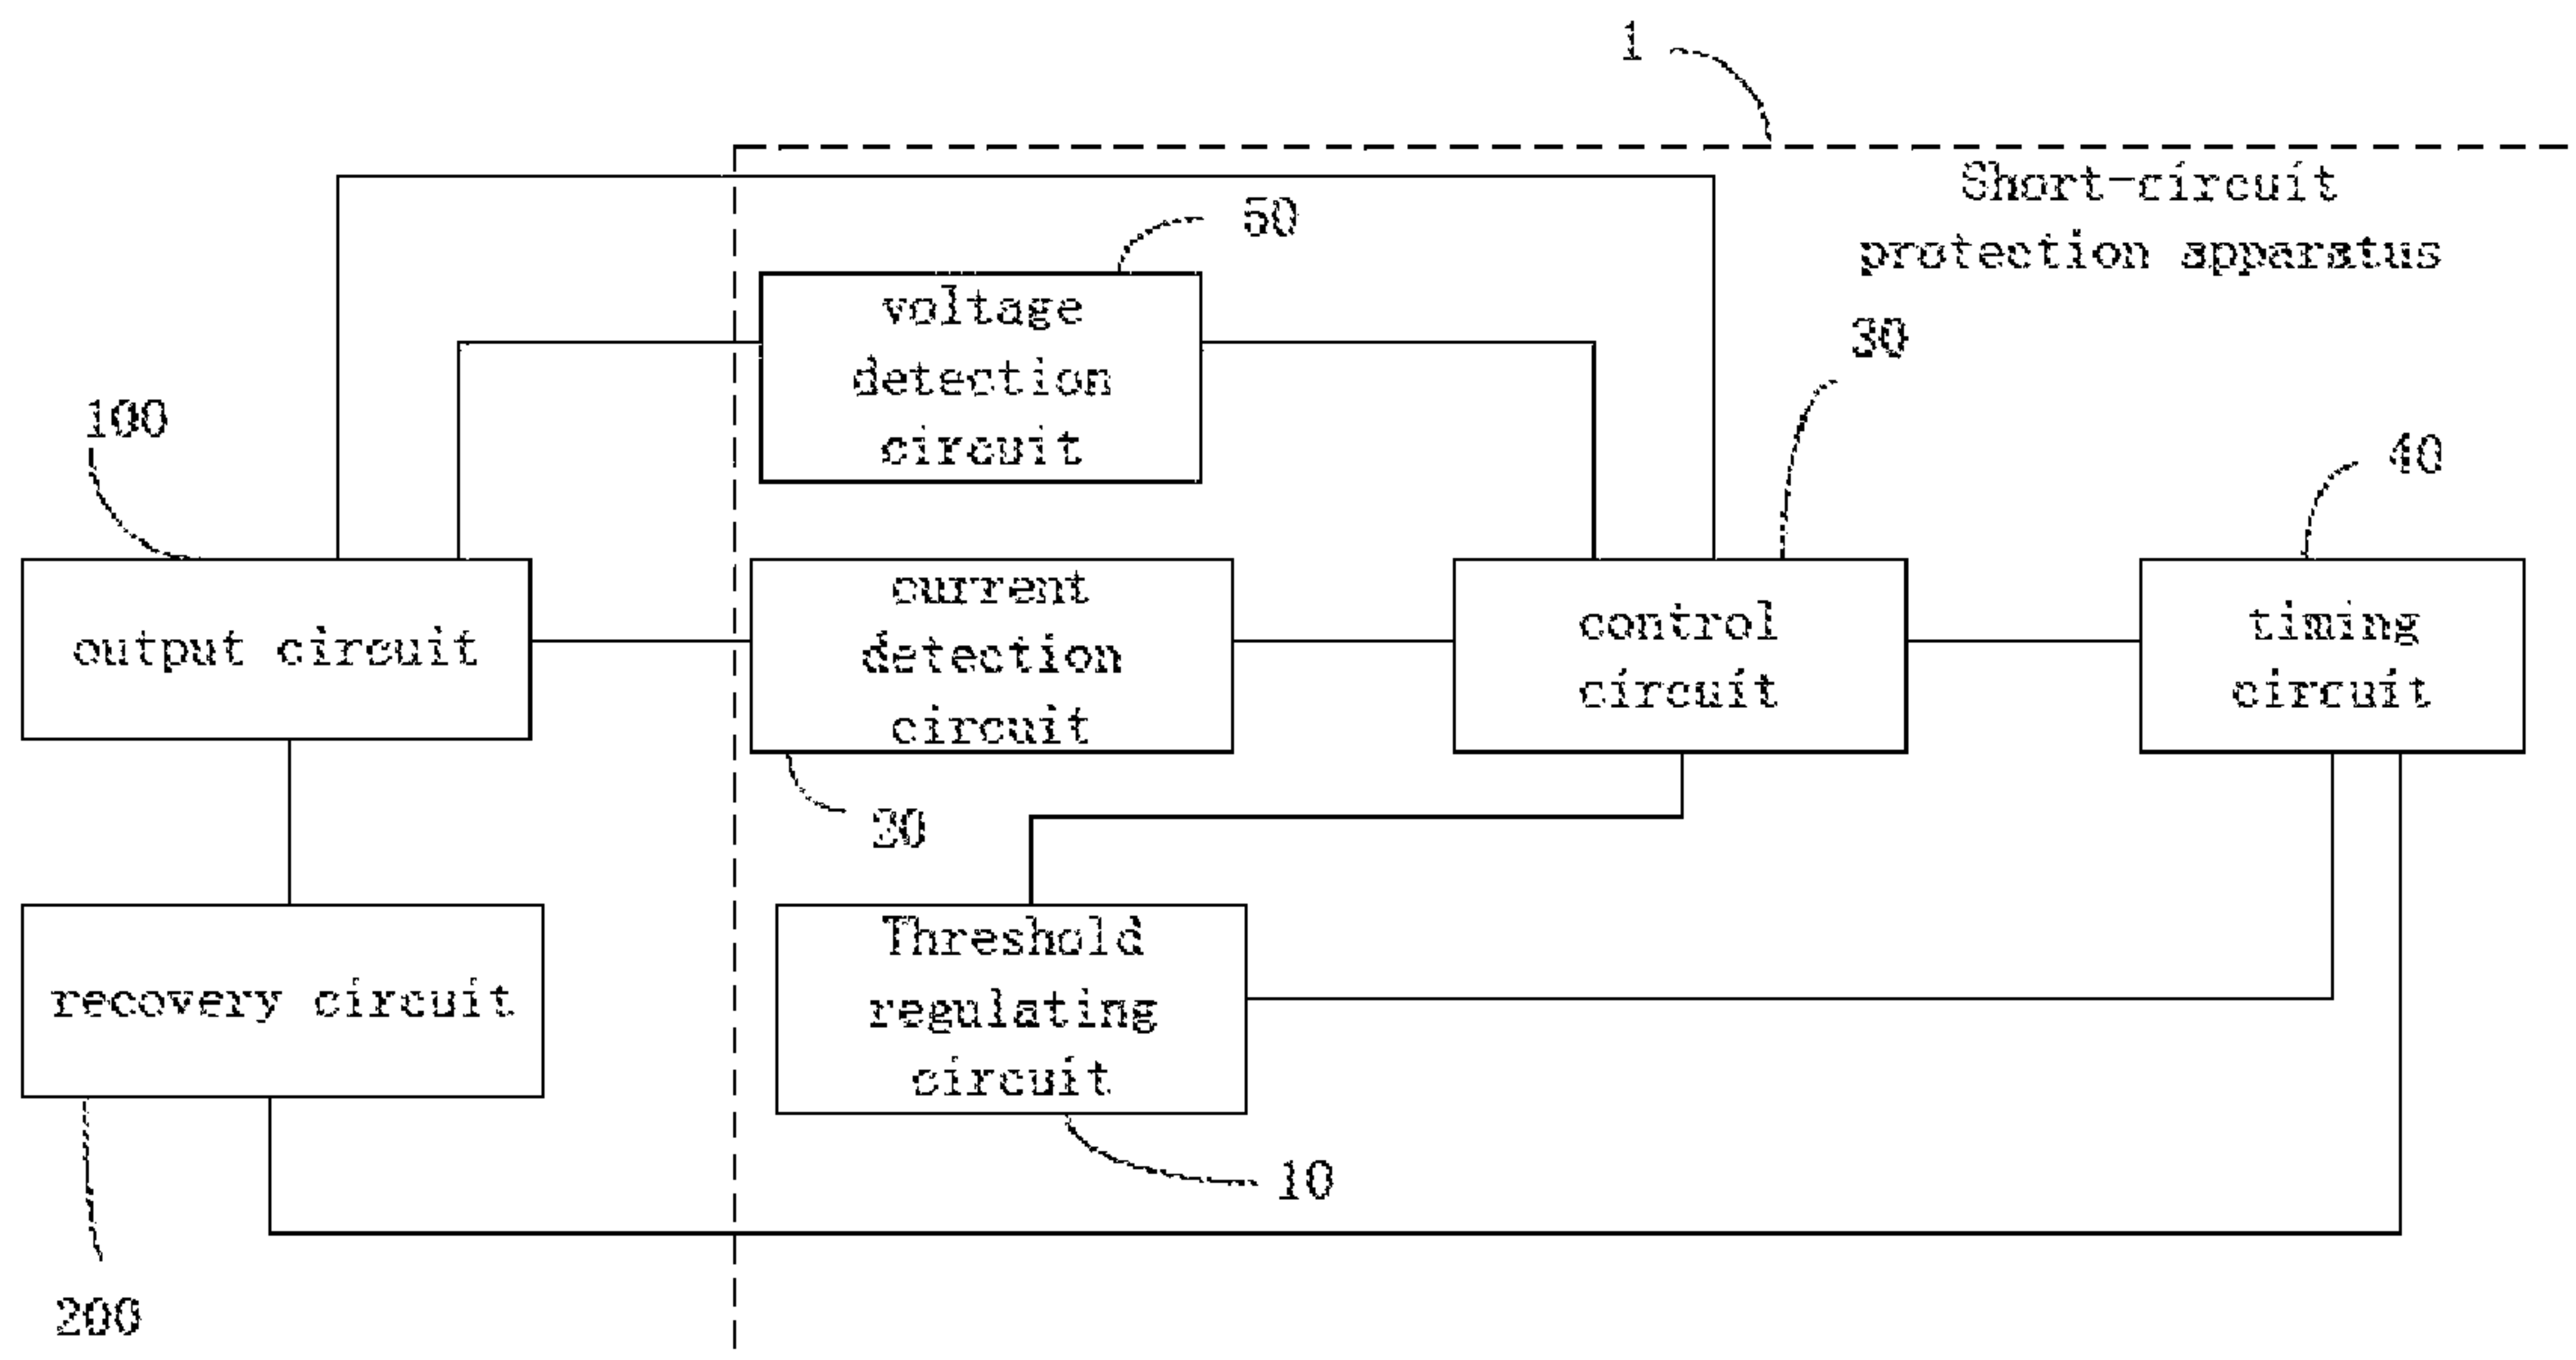 1
Short-circuit
protection apparatus
50
voltage
detection
circuit
30
100
40
output circuit
current
detection
circuit
control
circuit
timing
circuit
20
recovery circuit
Threshold
regulating
circuit
10
200